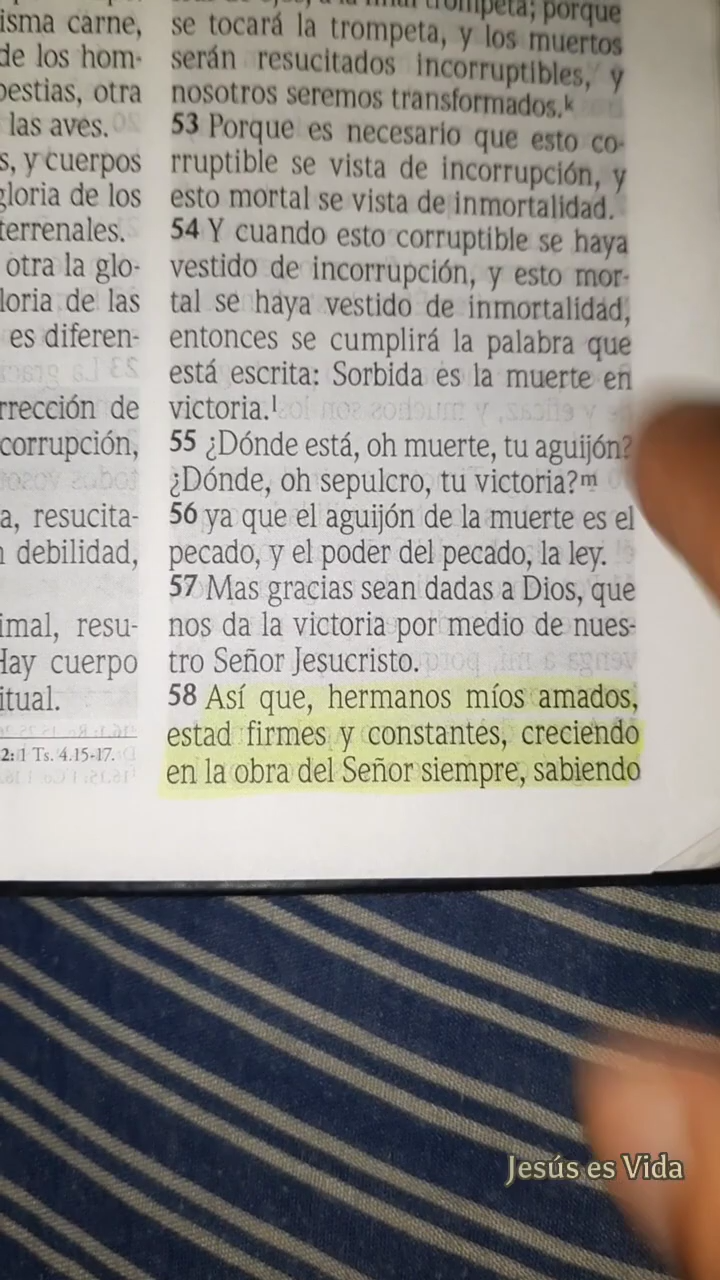 isma carne,
de los hom-
bestias, otra
las aves.
s, y cuerpos
gloria de los
terrenales.
otra la glo-
loria de las
es diferen-
rrección de
corrupción,
a, resucita-
n debilidad,
imal, resu-
Hay cuerpo
itual.
2: 1 Ts. 4.15-17.
trompeta; porque
se tocará la trompeta, y los muertos
serán resucitados incorruptibles, y
nosotros seremos transformados.k
53 Porque es necesario que esto co-
rruptible se vista de incorrupción, y
esto mortal se vista de inmortalidad.
54 Y cuando esto corruptible se haya
vestido de incorrupción, y esto mor-
tal se haya vestido de inmortalidad,
entonces se cumplirá la palabra que
está escrita: Sorbida es la muerte en
victoria.l
55 ¿Dónde está, oh muerte, tu aguijón?
¿Dónde, oh sepulcro, tu victoria?m
56 ya que el aguijón de la muerte es el
pecado, y el poder del pecado, la ley.
57 Mas gracias sean dadas a Dios, que
nos da la victoria por medio de nues-
tro Señor Jesucristo.
58 Así que, hermanos míos amados,
estad firmes y constantes, creciendo
en la obra del Señor siempre, sabiendo
Jesús es Vida